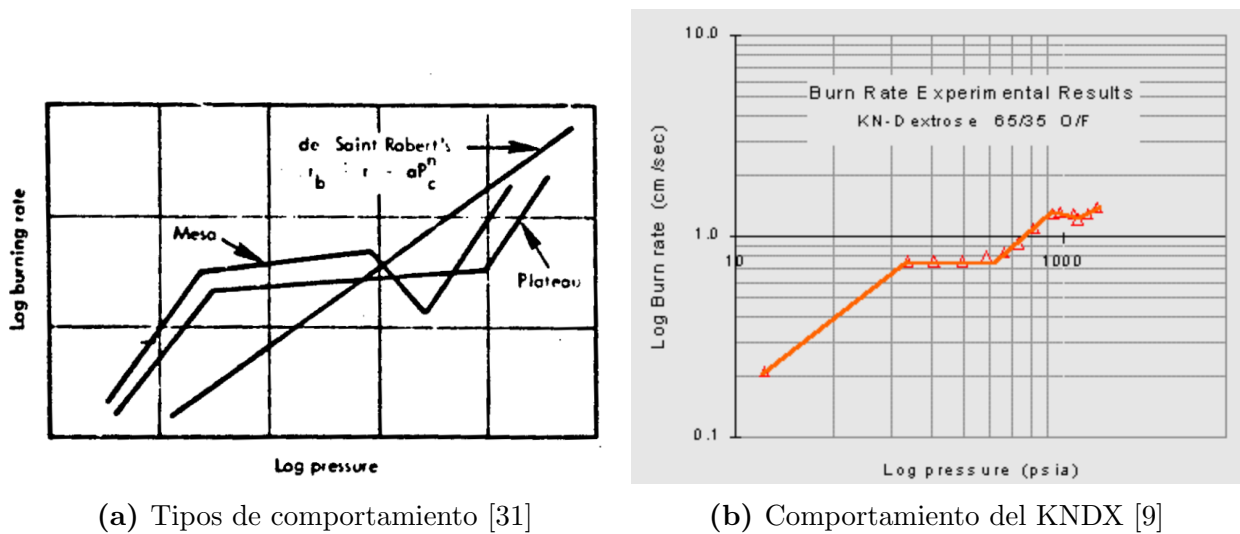 de Saint Robert's
r_b = r = aP_c^n
Mesa
Plateau
Log burning rate
Log pressure
(a) Tipos de comportamiento [31]
10.0
Burn Rate Experimental Results
KN-Dextrose 65/35 O/F
1.0
10
1000
0.1
Log Burn rate (cm/sec)
Log pressure (psia)
(b) Comportamiento del KNDX [9]